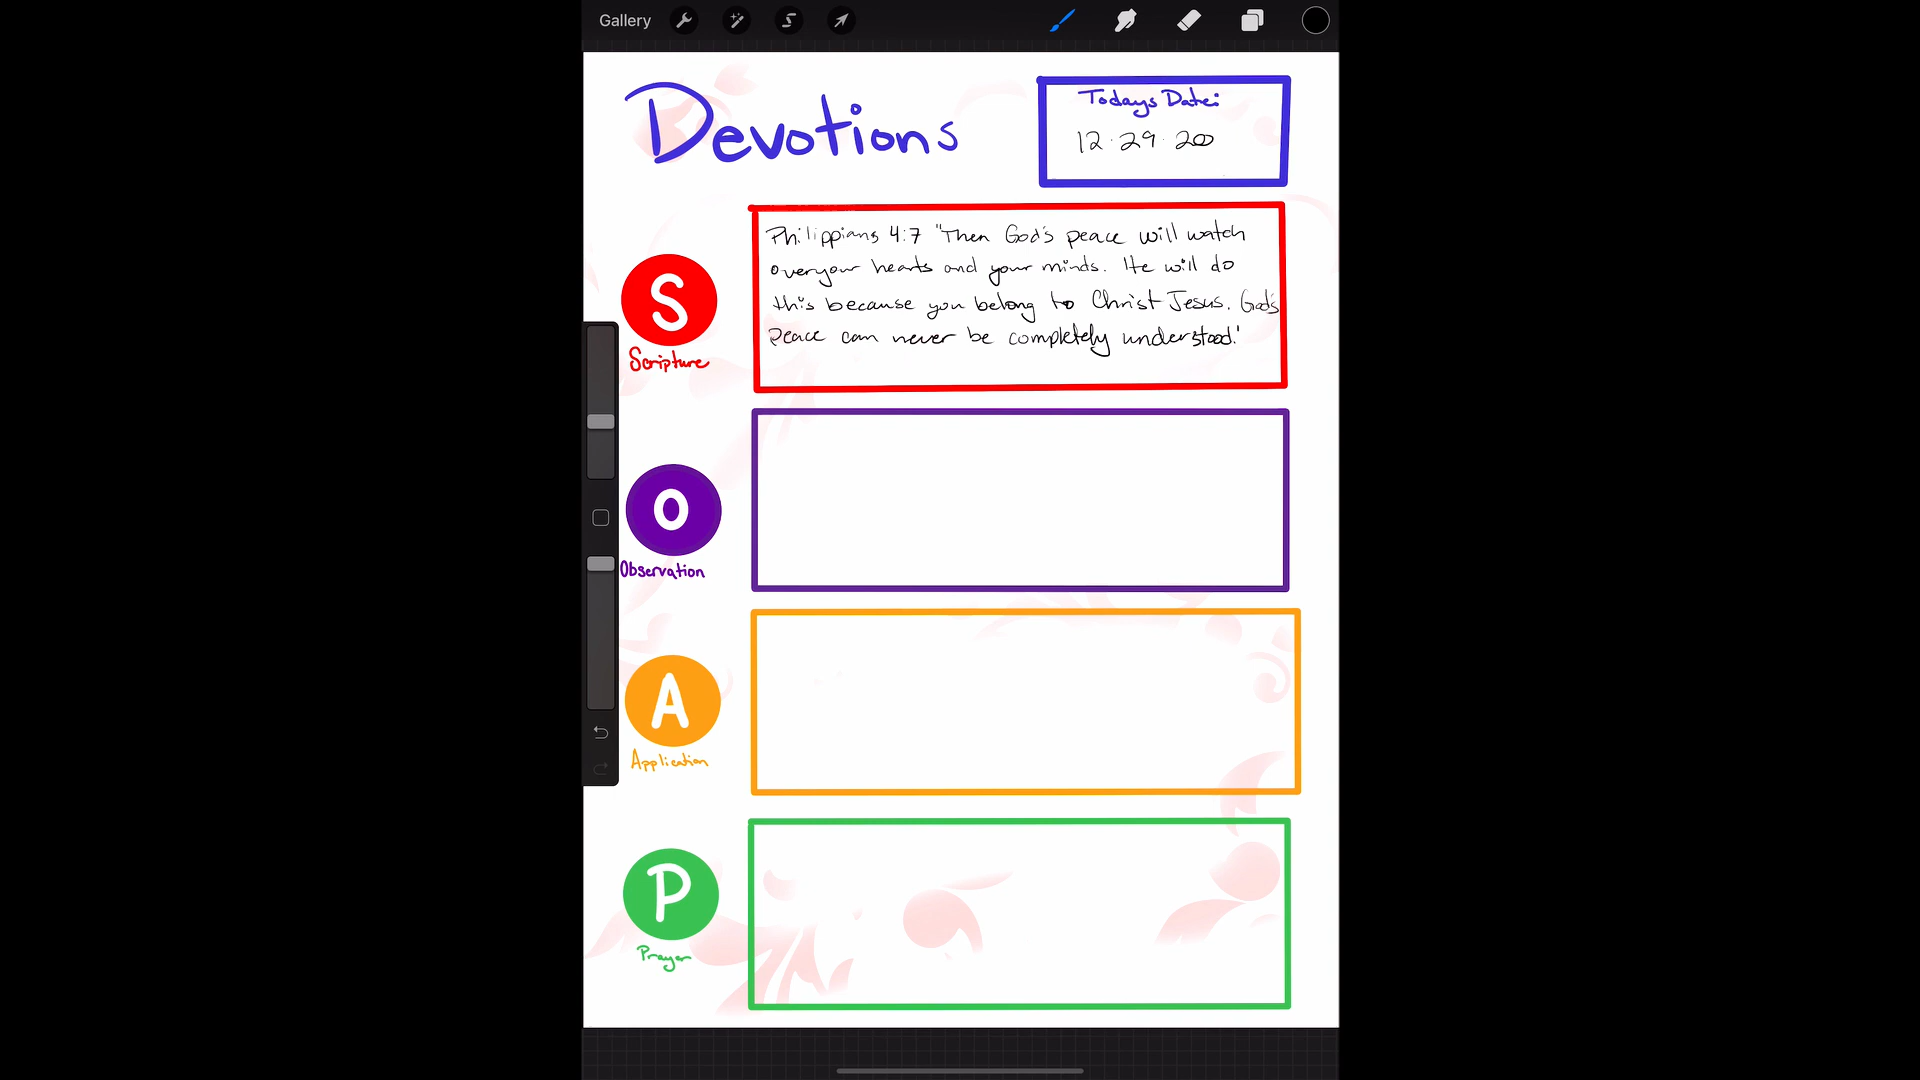 Gallery
Devotions
Todays Date:
12·29·20
Philippians 4:7 "Then God's peace will watch
over your hearts and your minds. He will do
this because you belong to Christ Jesus. God's
peace can never be completely understood."
S
Scripture
O
Observation
A
Application
P
Prayer